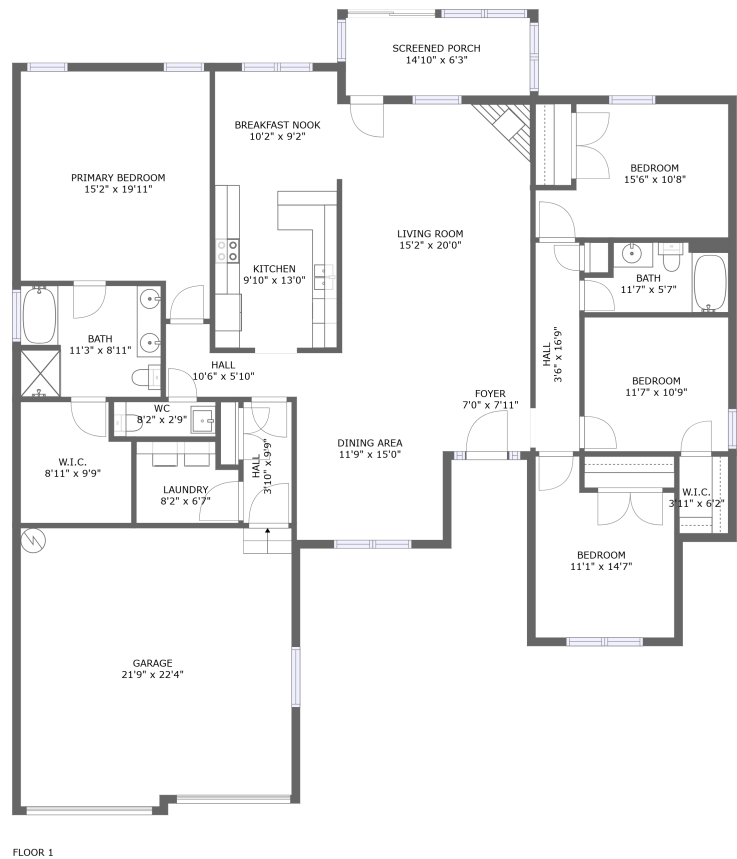 SCREENED PORCH
14'10" x 6'3"
BREAKFAST NOOK
10'2" x 9'2"
PRIMARY BEDROOM
15'2" x 19'11"
BEDROOM
15'6" x 10'8"
LIVING ROOM
15'2" x 20'0"
KITCHEN
9'10" x 13'0"
BATH
11'7" x 5'7"
BATH
11'3" x 8'11"
HALL
3'6" x 16'9"
HALL
10'6" x 5'10"
BEDROOM
11'7" x 10'9"
FOYER
7'0" x 7'11"
WC
8'2" x 2'9"
DINING AREA
11'9" x 15'0"
W.I.C.
8'11" x 9'9"
HALL
3'10" x 9'9"
LAUNDRY
8'2" x 6'7"
W.I.C.
3'11" x 6'2"
BEDROOM
11'1" x 14'7"
GARAGE
21'9" x 22'4"
FLOOR 1